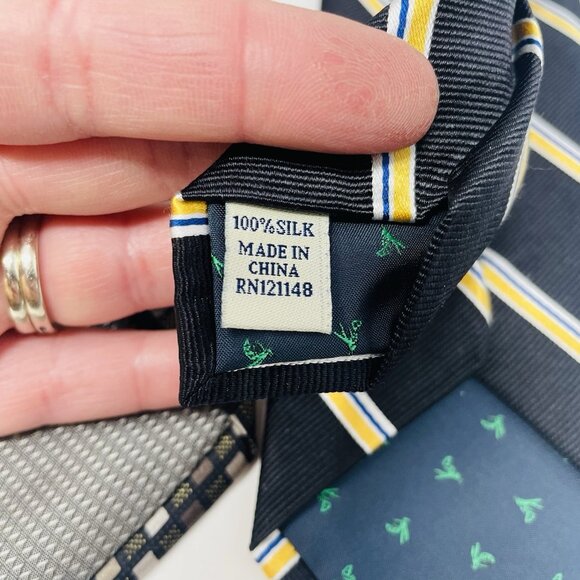 100% SILK
MADE IN
CHINA
RN121148